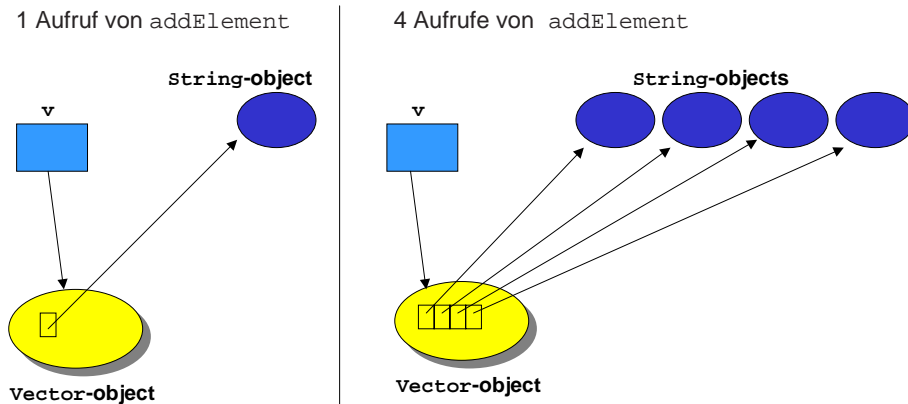 1 Aufruf von addElement
String-object
v
Vector-object
4 Aufrufe von addElement
String-objects
v
Vector-object